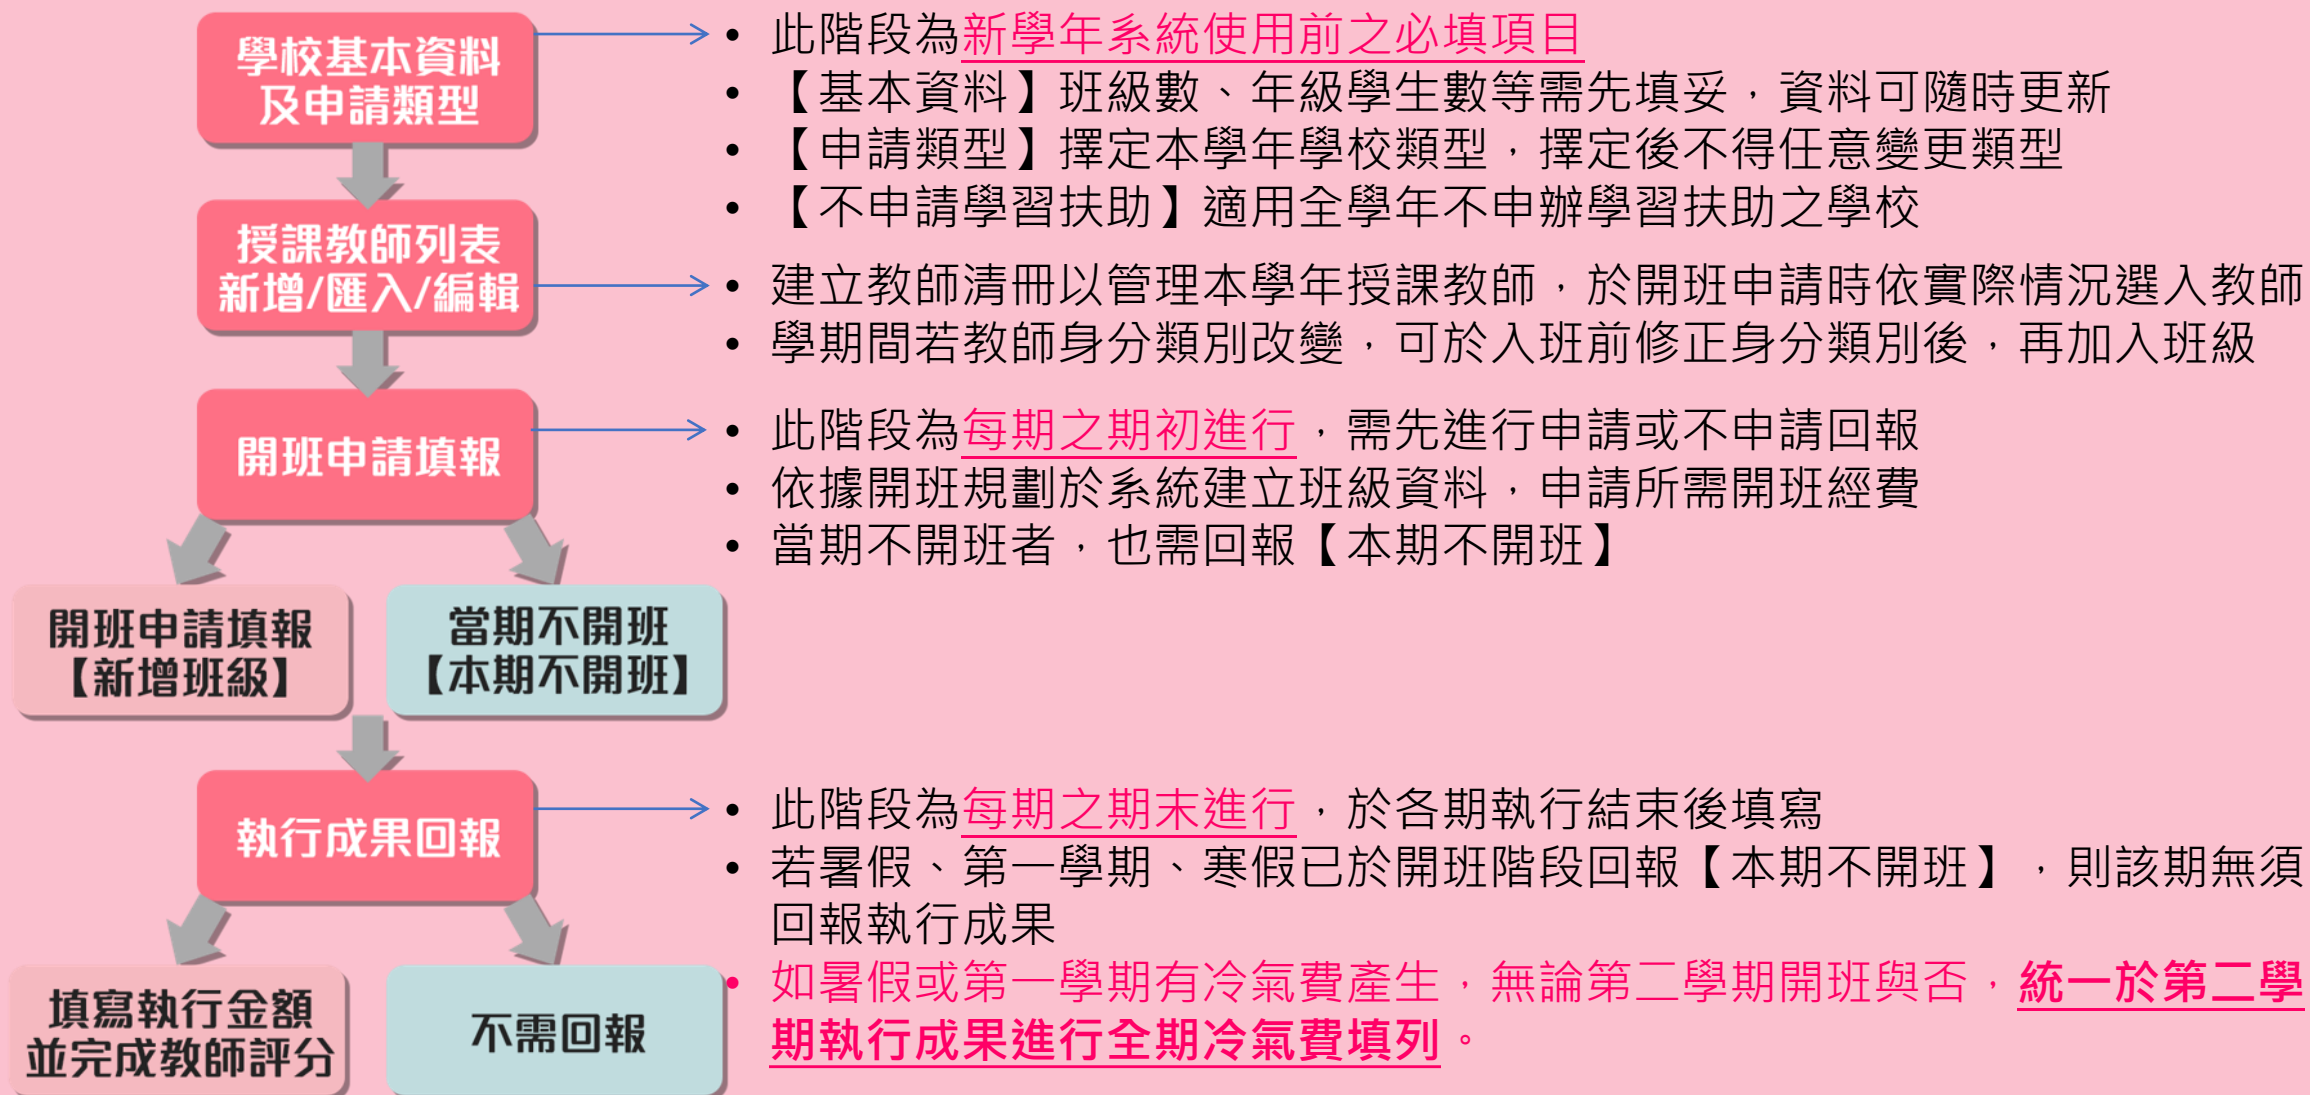 學校基本資料
及申請類型
• 此階段為新學年系統使用前之必填項目
• 【基本資料】班級數、年級學生數等需先填妥，資料可隨時更新
• 【申請類型】擇定本學年學校類型，擇定後不得任意變更類型
• 【不申請學習扶助】適用全學年不申辦學習扶助之學校
授課教師列表
新增/匯入/編輯
• 建立教師清冊以管理本學年授課教師，於開班申請時依實際情況選入教師
• 學期間若教師身分類別改變，可於入班前修正身分類別後，再加入班級
開班申請填報
• 此階段為每期之期初進行，需先進行申請或不申請回報
• 依據開班規劃於系統建立班級資料，申請所需開班經費
• 當期不開班者，也需回報【本期不開班】
開班申請填報
【新增班級】
當期不開班
【本期不開班】
執行成果回報
• 此階段為每期之期末進行，於各期執行結束後填寫
• 若暑假、第一學期、寒假已於開班階段回報【本期不開班】，則該期無須
回報執行成果
• 如暑假或第一學期有冷氣費產生，無論第二學期開班與否，統一於第二學
期執行成果進行全期冷氣費填列。
填寫執行金額
並完成教師評分
不需回報